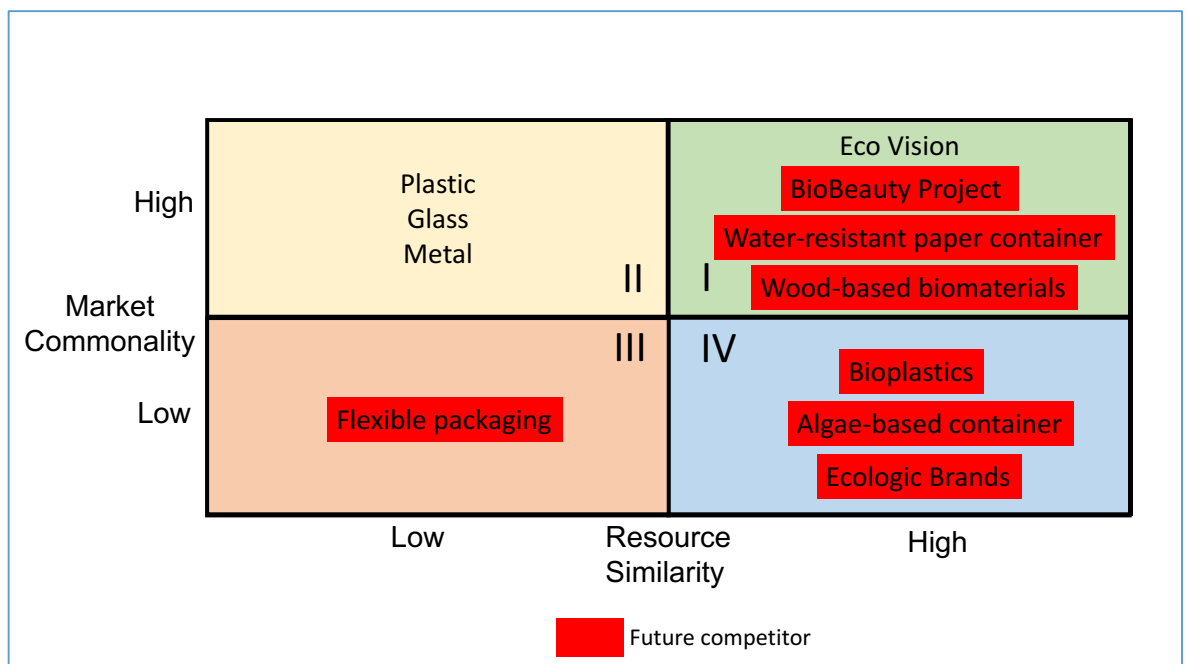 Eco Vision
Plastic
BioBeauty Project
High
Glass
Water-resistant paper container
Metal
II
I
Wood-based biomaterials
Market
Commonality
III
IV
Bioplastics
Low
Flexible packaging
Algae-based container
Ecologic Brands
Low
Resource
Similarity
High
Future competitor